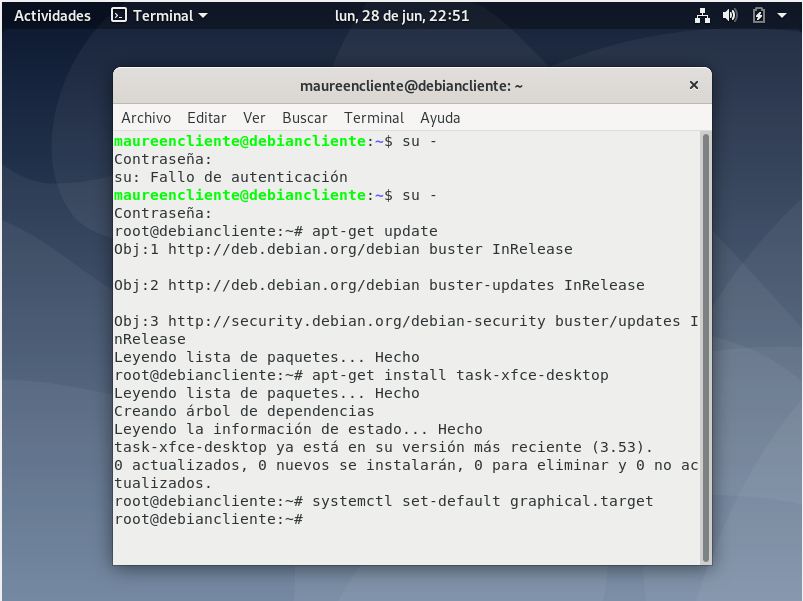 Actividades Terminal lun, 28 de jun, 22:51
maureencliente@debiancliente: ~
Archivo Editar Ver Buscar Terminal Ayuda
maureencliente@debiancliente:~$ su -
Contraseña:
su: Fallo de autenticación
maureencliente@debiancliente:~$ su -
Contraseña:
root@debiancliente:~# apt-get update
Obj:1 http://deb.debian.org/debian buster InRelease
Obj:2 http://deb.debian.org/debian buster-updates InRelease
Obj:3 http://security.debian.org/debian-security buster/updates I
nRelease
Leyendo lista de paquetes... Hecho
root@debiancliente:~# apt-get install task-xfce-desktop
Leyendo lista de paquetes... Hecho
Creando árbol de dependencias
Leyendo la información de estado... Hecho
task-xfce-desktop ya está en su versión más reciente (3.53).
0 actualizados, 0 nuevos se instalarán, 0 para eliminar y 0 no ac
tualizados.
root@debiancliente:~# systemctl set-default graphical.target
root@debiancliente:~#